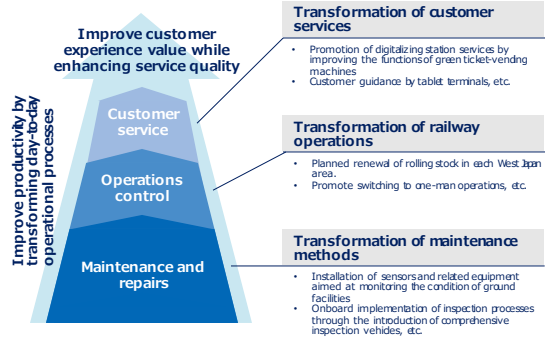 Improve customer
experience value while
enhancing service quality
Improve productivity by
transforming day-to-day
operational processes
Customer
service
Operations
control
Maintenance and
repairs
Transformation of customer
services
• Promotion of digitalizing station services by
improving the functions of green ticket-vending
machines
• Customer guidance by tablet terminals, etc.
Transformation of railway
operations
• Planned renewal of rolling stock in each West Japan
area.
• Promote switching to one-man operations, etc.
Transformation of maintenance
methods
• Installation of sensors and related equipment
aimed at monitoring the condition of ground
facilities
• Onboard implementation of inspection processes
through the introduction of comprehensive
inspection vehicles, etc.